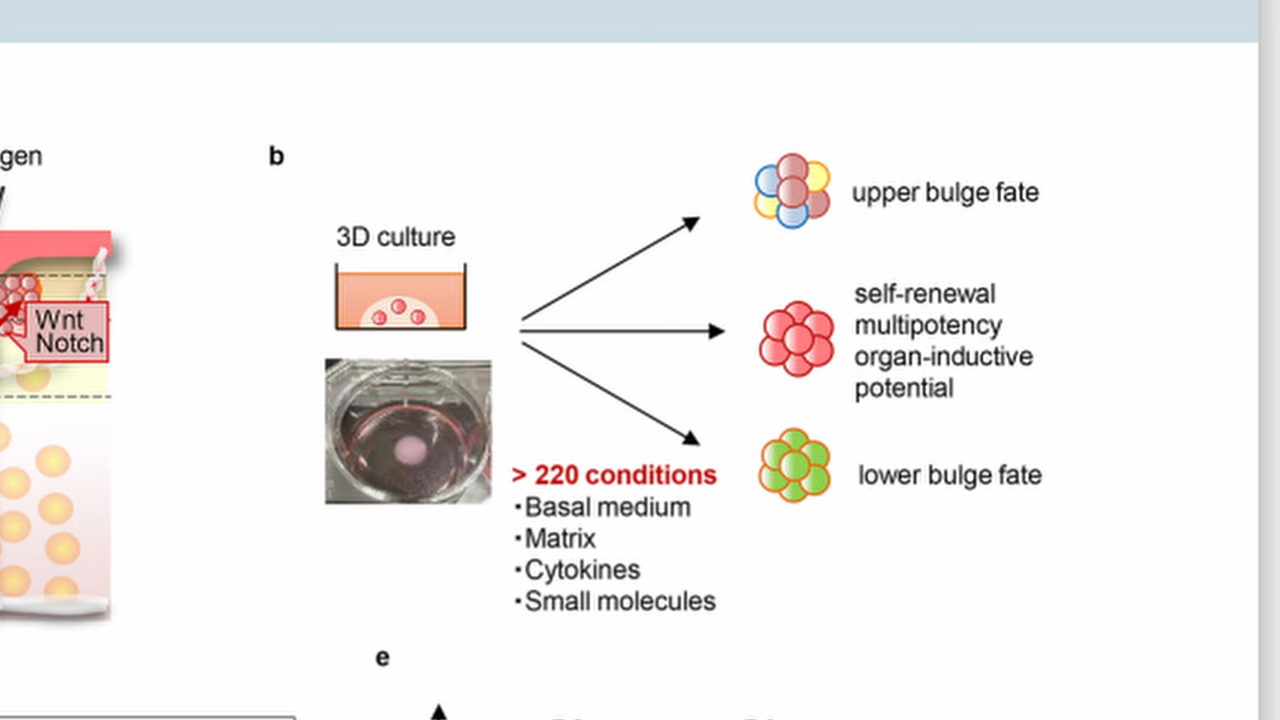 gen
b
upper bulge fate
3D culture
self-renewal
multipotency
organ-inductive
potential
Wnt
Notch
> 220 conditions
・Basal medium
・Matrix
・Cytokines
・Small molecules
lower bulge fate
e